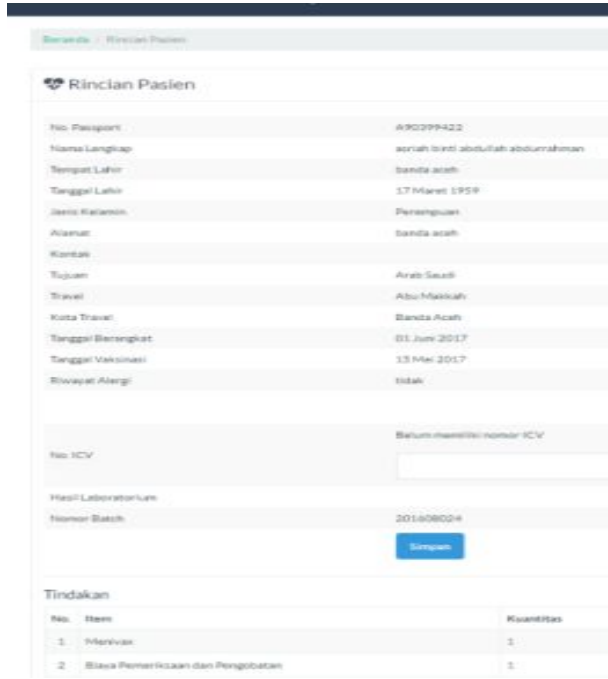 Beranda / Rincian Pasien
Rincian Pasien
No. Passport A90399422
Nama Lengkap asriah binti abdullah abdurrahman
Tempat Lahir banda aceh
Tanggal Lahir 17 Maret 1959
Jenis Kelamin Perempuan
Alamat banda aceh
Kontak
Tujuan Arab Saudi
Travel Abu Makkah
Kota Travel Banda Aceh
Tanggal Berangkat 01 Juni 2017
Tanggal Vaksinasi 13 Mei 2017
Riwayat Alergi tidak
Belum memiliki nomor ICV
No. ICV
Hasil Laboratorium
Nomor Batch 201608024
Simpan
Tindakan
No. Item Kuantitas
1 Menivax 1
2 Biaya Pemeriksaan dan Pengobatan 1